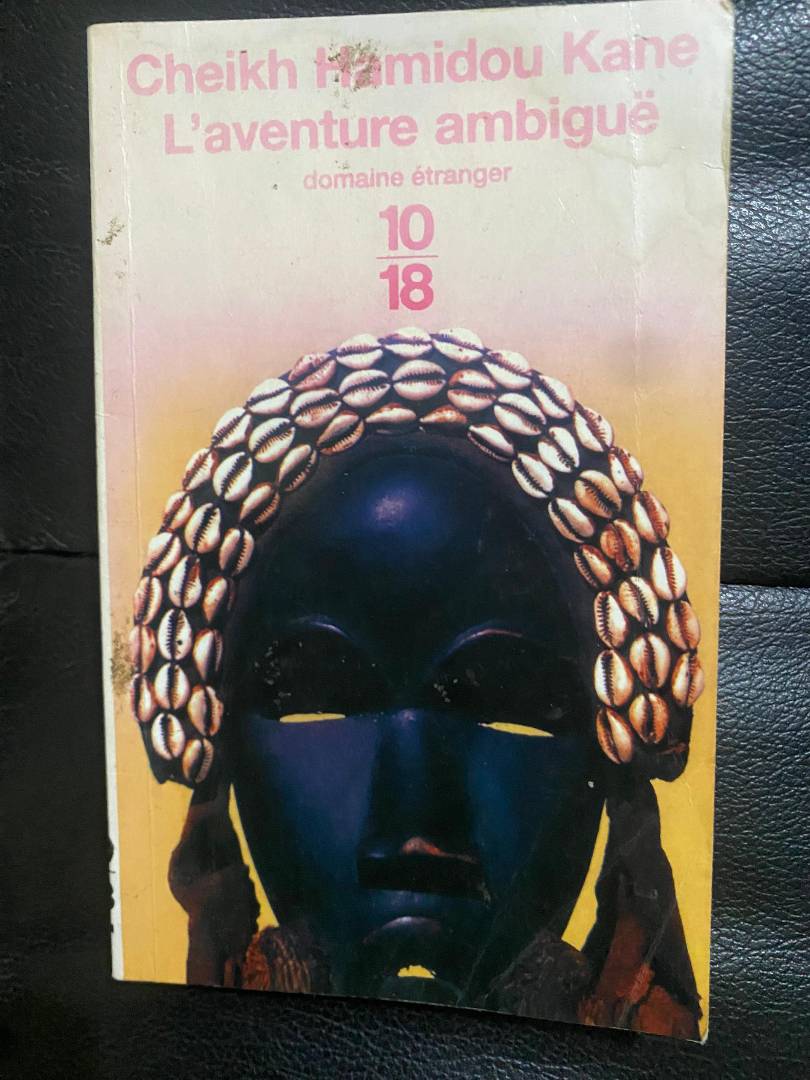 Cheikh Hamidou Kane
L'aventure ambiguë
domaine étranger
10
18